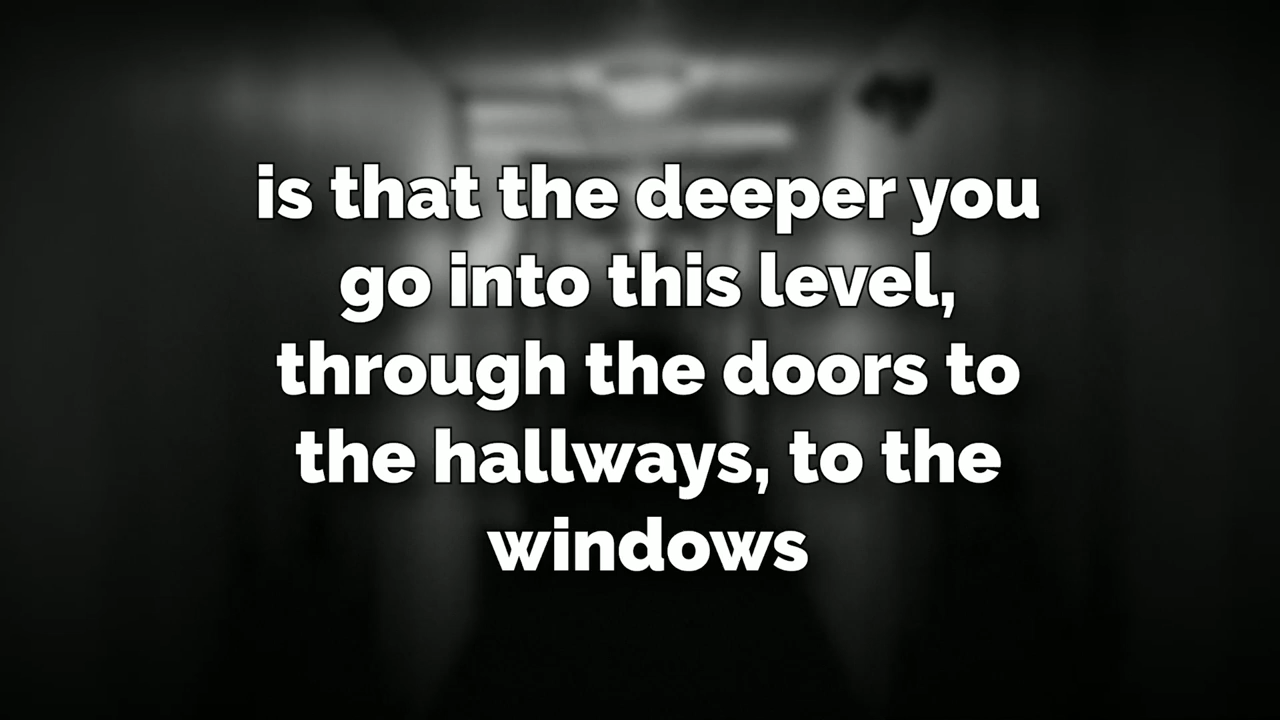 is that the deeper you
go into this level,
through the doors to
the hallways, to the
windows